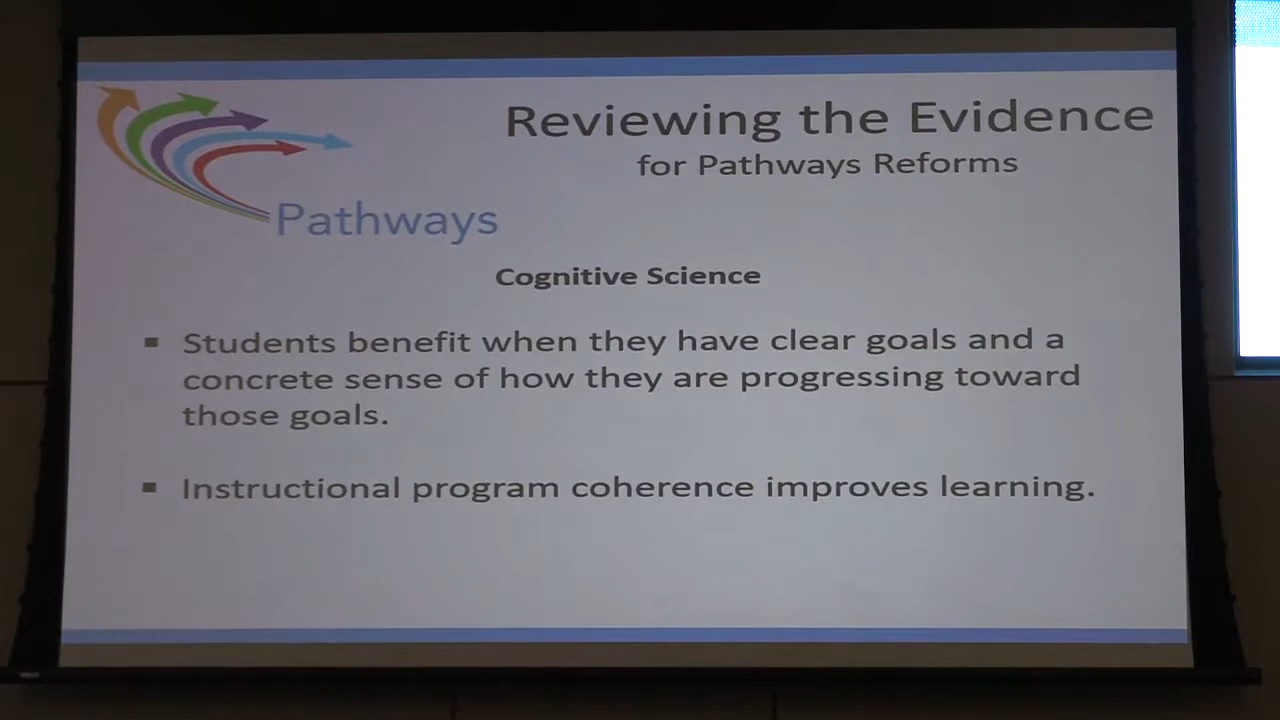 Reviewing the Evidence
for Pathways Reforms
Pathways
Cognitive Science
▪ Students benefit when they have clear goals and a
concrete sense of how they are progressing toward
those goals.
▪ Instructional program coherence improves learning.